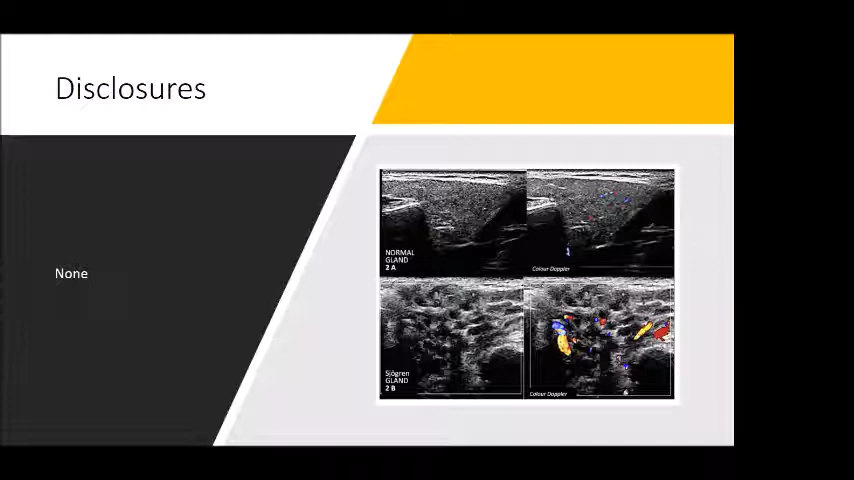 Disclosures
None
NORMAL
GLAND
2 A
Colour Doppler
Sjögren
GLAND
2 B
Colour Doppler